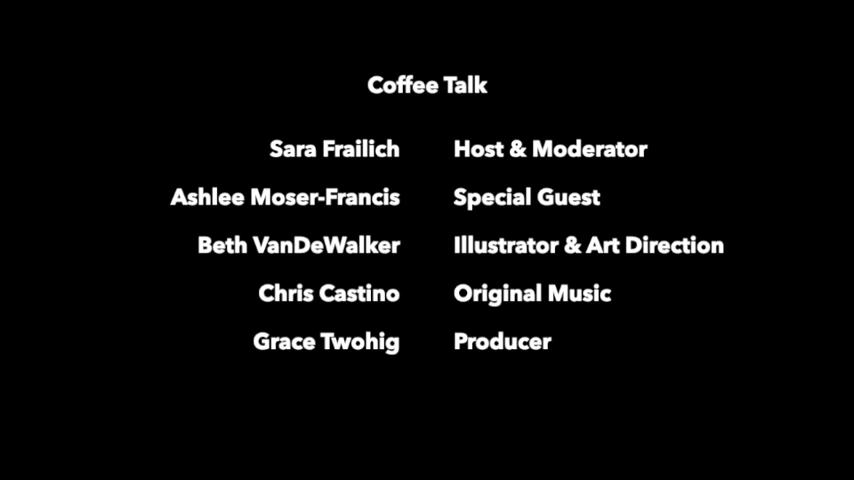 Coffee Talk
Sara Frailich Host & Moderator
Ashlee Moser-Francis Special Guest
Beth VanDeWalker Illustrator & Art Direction
Chris Castino Original Music
Grace Twohig Producer